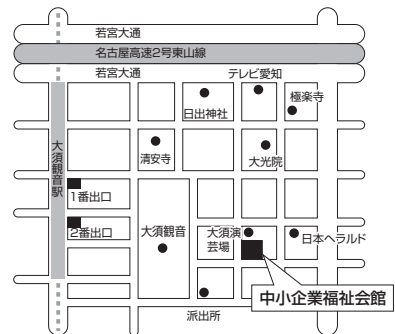 若宮大通
名古屋高速2号東山線
若宮大通
テレビ愛知
極楽寺
日出神社
清安寺
大光院
大須観音駅
1番出口
2番出口
大須観音
大須演
芸場
日本ヘラルド
中小企業福祉会館
派出所